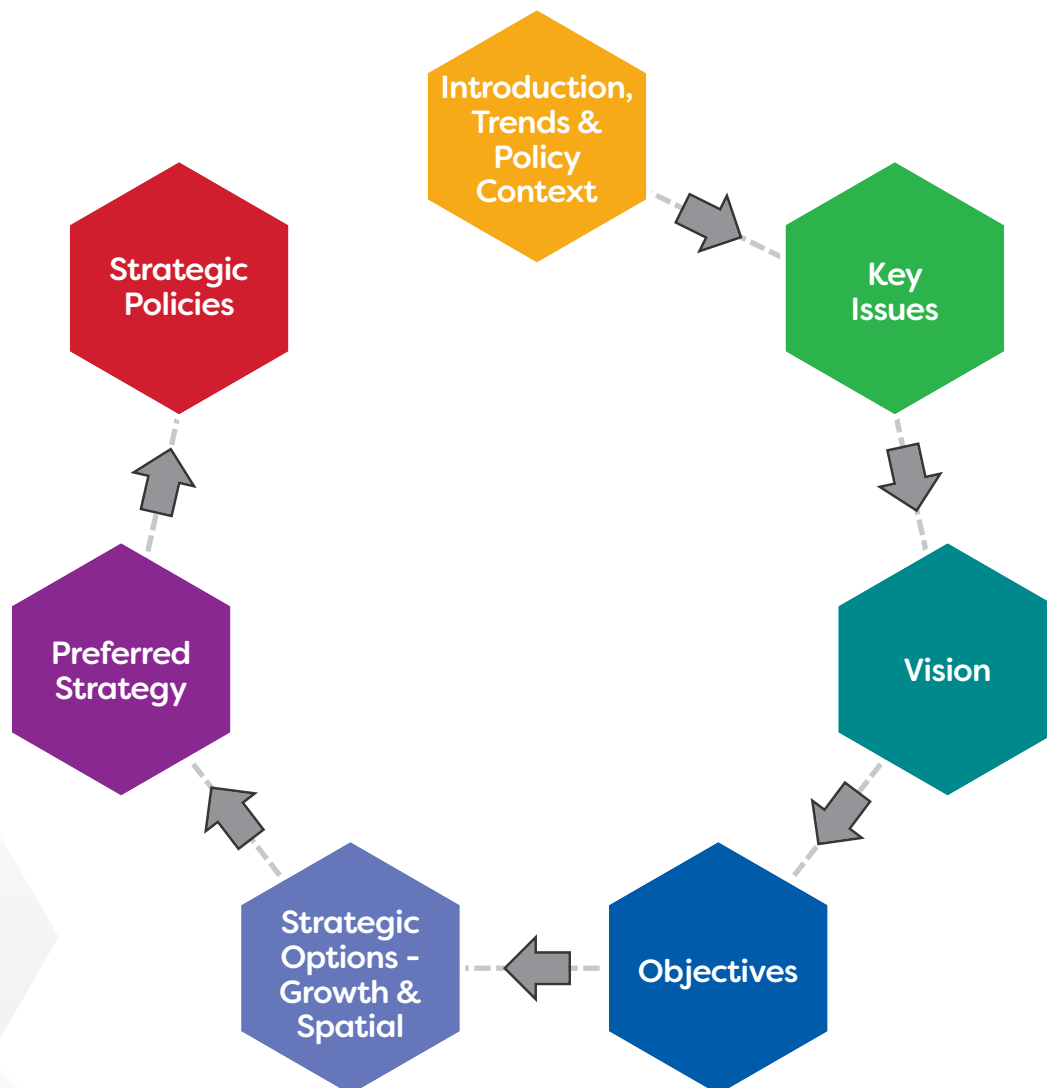 Introduction,
Trends &
Policy
Context
Key
Issues
Vision
Objectives
Strategic
Options -
Growth &
Spatial
Preferred
Strategy
Strategic
Policies